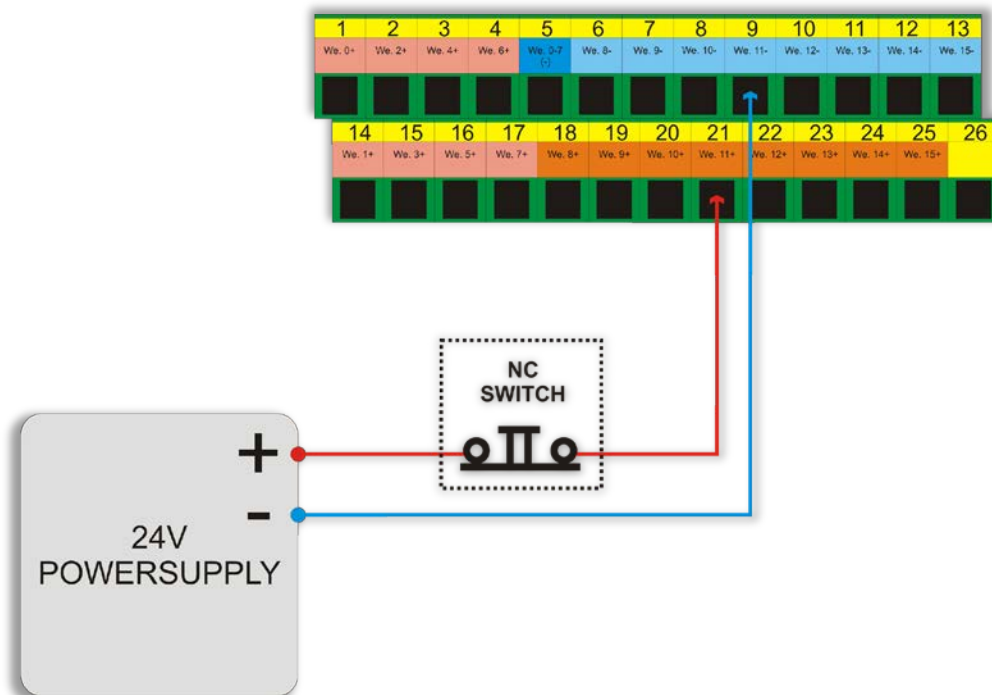 1 2 3 4 5 6 7 8 9 10 11 12 13
We. 0+ We. 2+ We. 4+ We. 6+ We. 0-7 We. 8- We. 9- We. 10- We. 11- We. 12- We. 13- We. 14- We. 15-
(-)
14 15 16 17 18 19 20 21 22 23 24 25 26
We. 1+ We. 3+ We. 5+ We. 7+ We. 8+ We. 9+ We. 10+ We. 11+ We. 12+ We. 13+ We. 14+ We. 15+
NC
SWITCH
+
-
24V
POWERSUPPLY